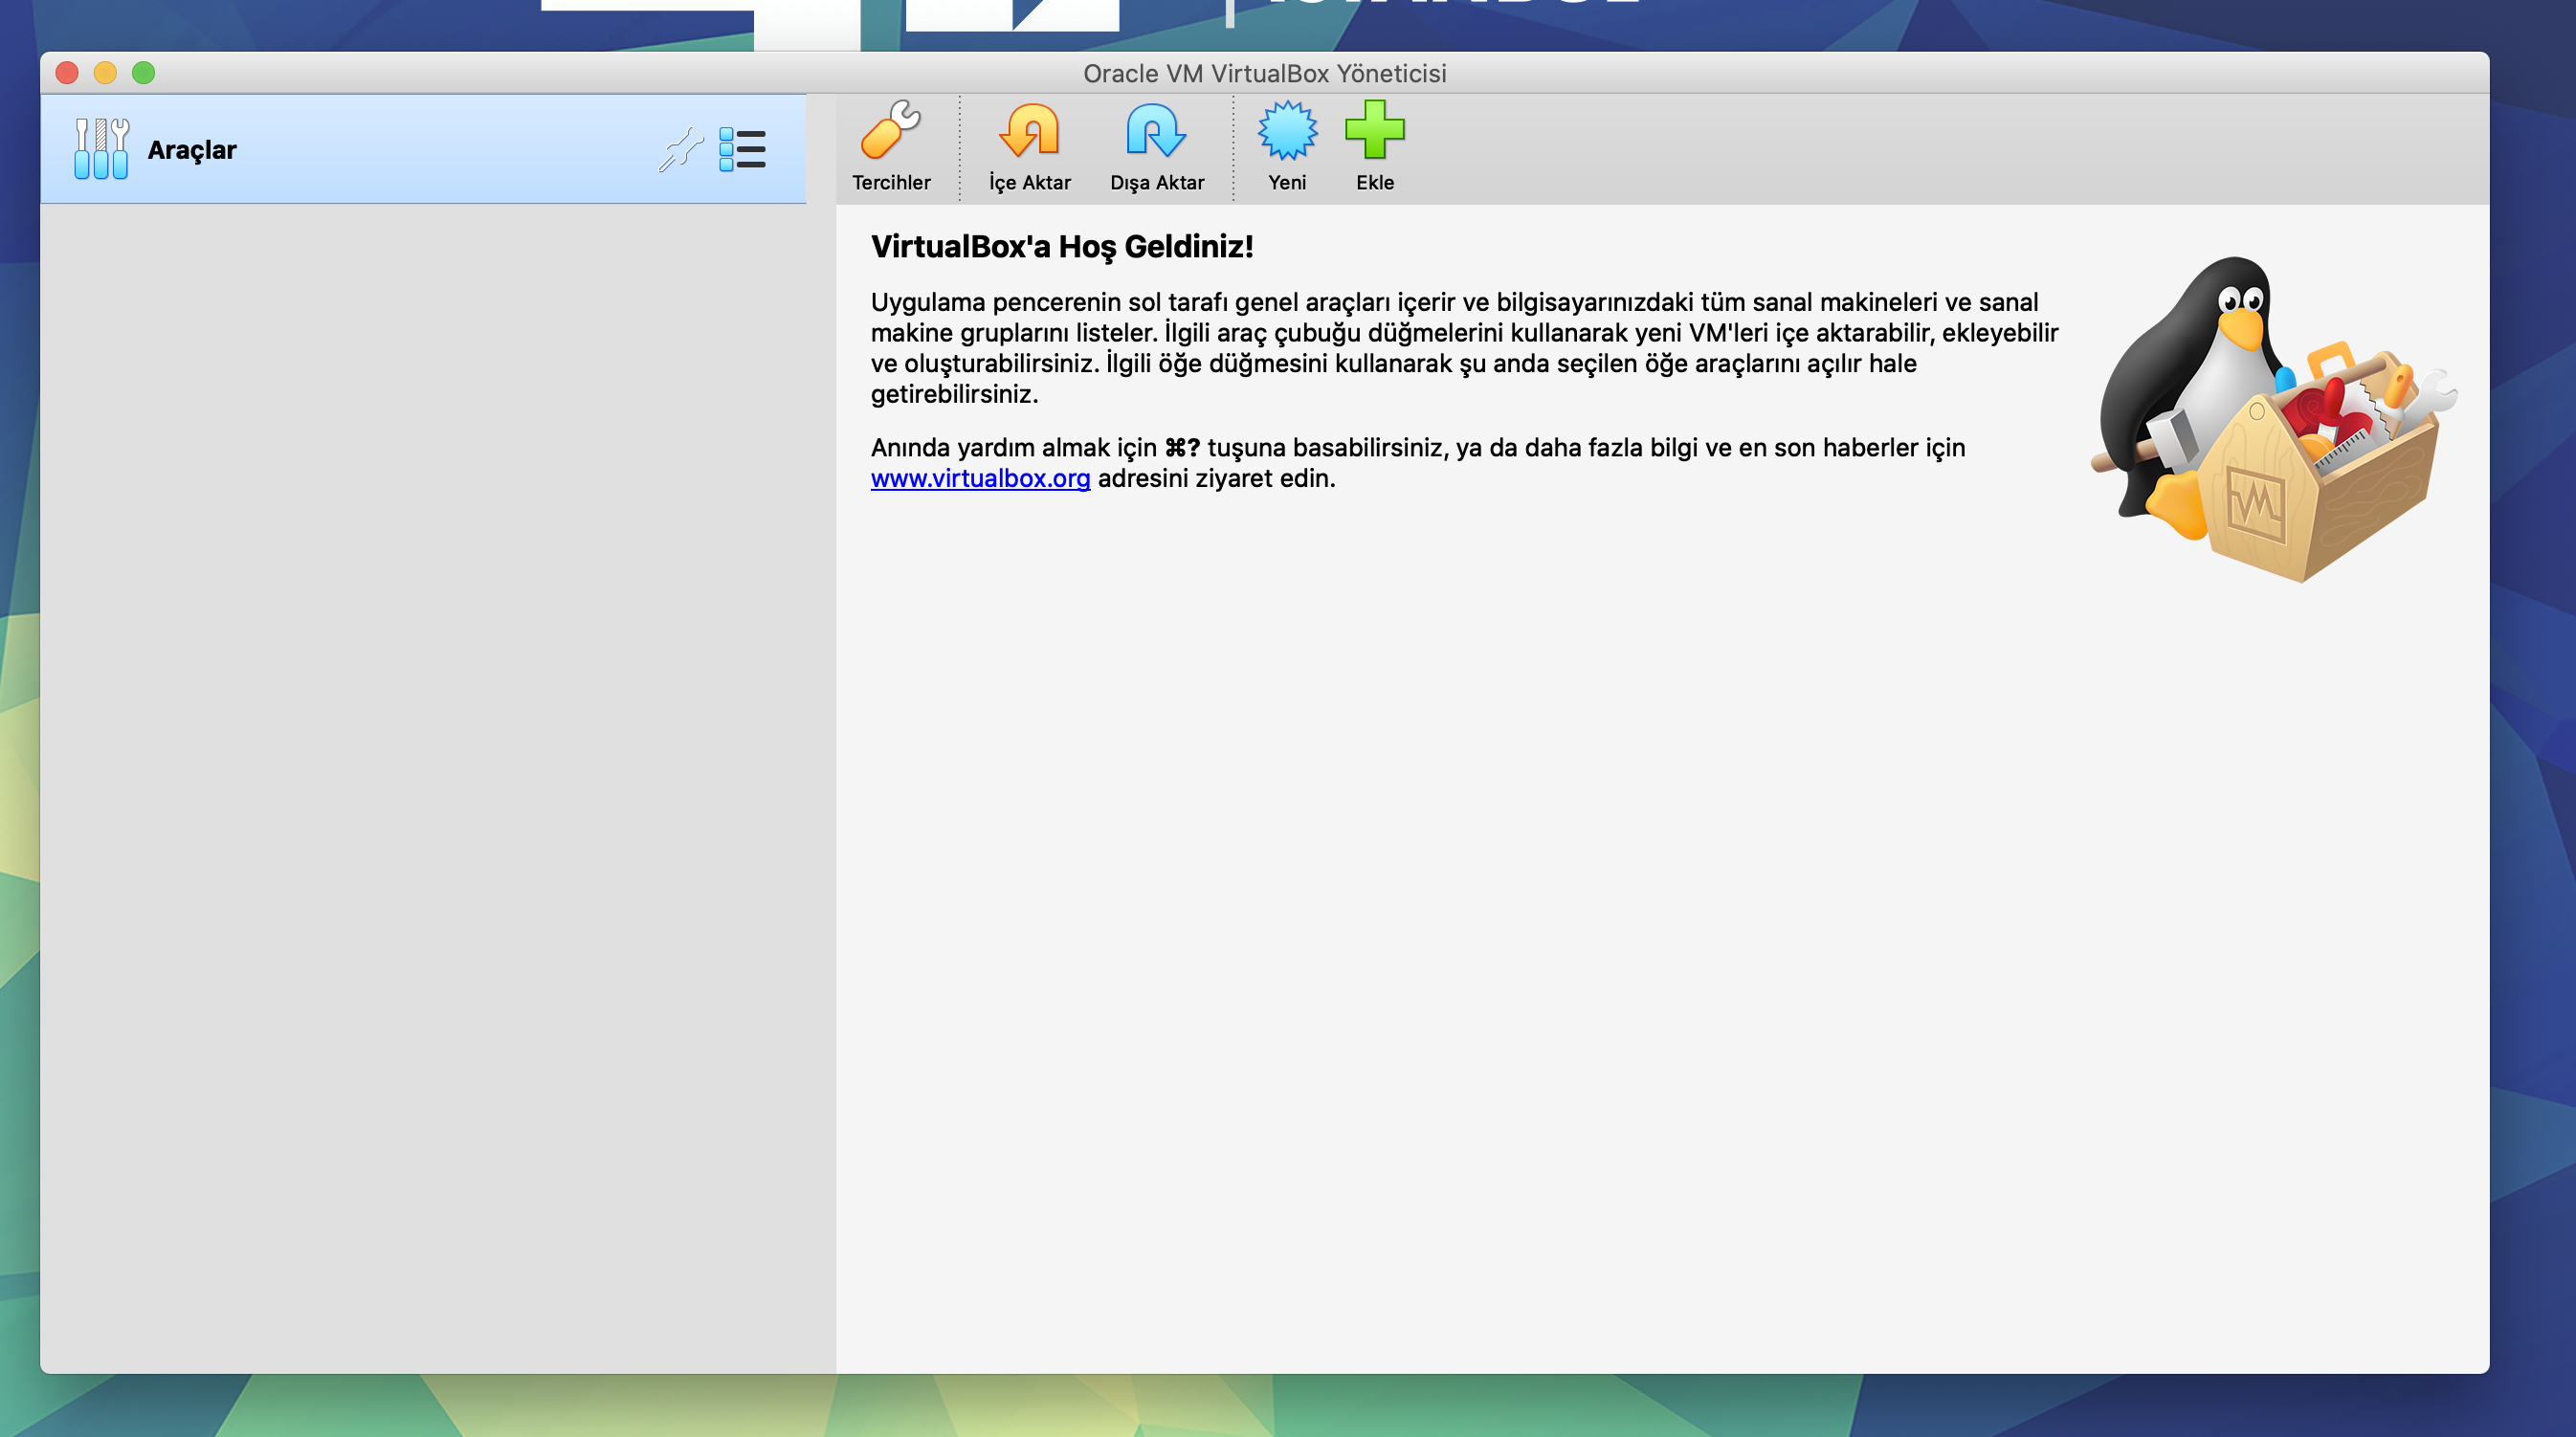 Oracle VM VirtualBox Yöneticisi
Araçlar
Tercihler
İçe Aktar
Dışa Aktar
Yeni
Ekle
VirtualBox'a Hoş Geldiniz!
Uygulama pencerenin sol tarafı genel araçları içerir ve bilgisayarınızdaki tüm sanal makineleri ve sanal
makine gruplarını listeler. İlgili araç çubuğu düğmelerini kullanarak yeni VM'leri içe aktarabilir, ekleyebilir
ve oluşturabilirsiniz. İlgili öğe düğmesini kullanarak şu anda seçilen öğe araçlarını açılır hale
getirebilirsiniz.
Anında yardım almak için ⌘? tuşuna basabilirsiniz, ya da daha fazla bilgi ve en son haberler için
www.virtualbox.org adresini ziyaret edin.